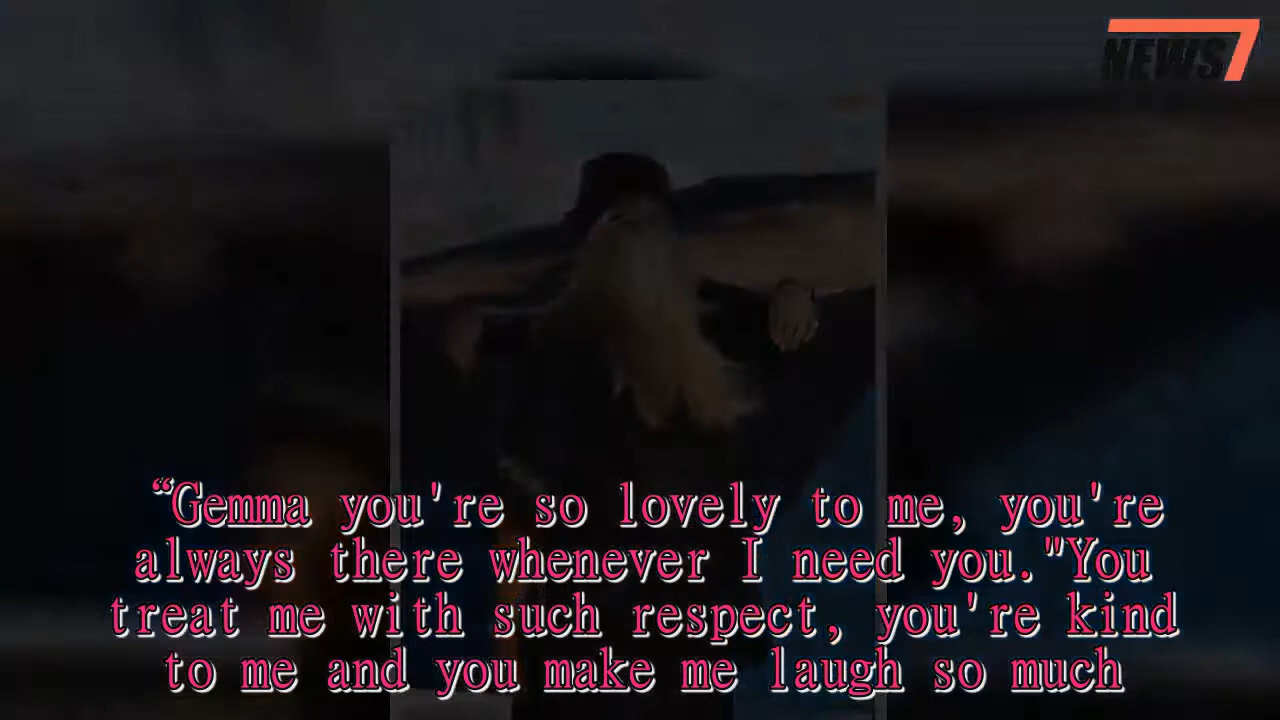 NEWS7
“Gemma you're so lovely to me, you're
always there whenever I need you."You
treat me with such respect, you're kind
to me and you make me laugh so much